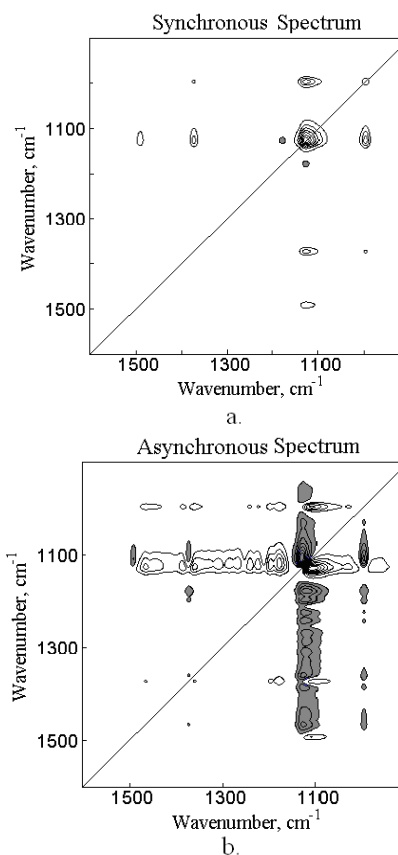 Synchronous Spectrum
1100
1300
1500
Wavenumber, cm-1
1500 1300 1100
Wavenumber, cm-1
a.
Asynchronous Spectrum
1100
1300
1500
Wavenumber, cm-1
1500 1300 1100
Wavenumber, cm-1
b.